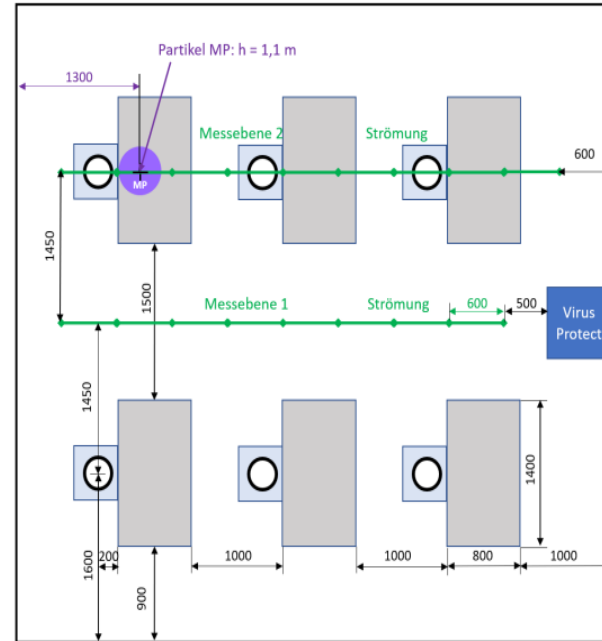 Partikel MP: h = 1,1 m
1300
Messebene 2
Strömung
600
MP
1450
1500
Messebene 1
Strömung
600
500
Virus
Protect
1450
1400
1600
200
1000
1000
800
1000
900